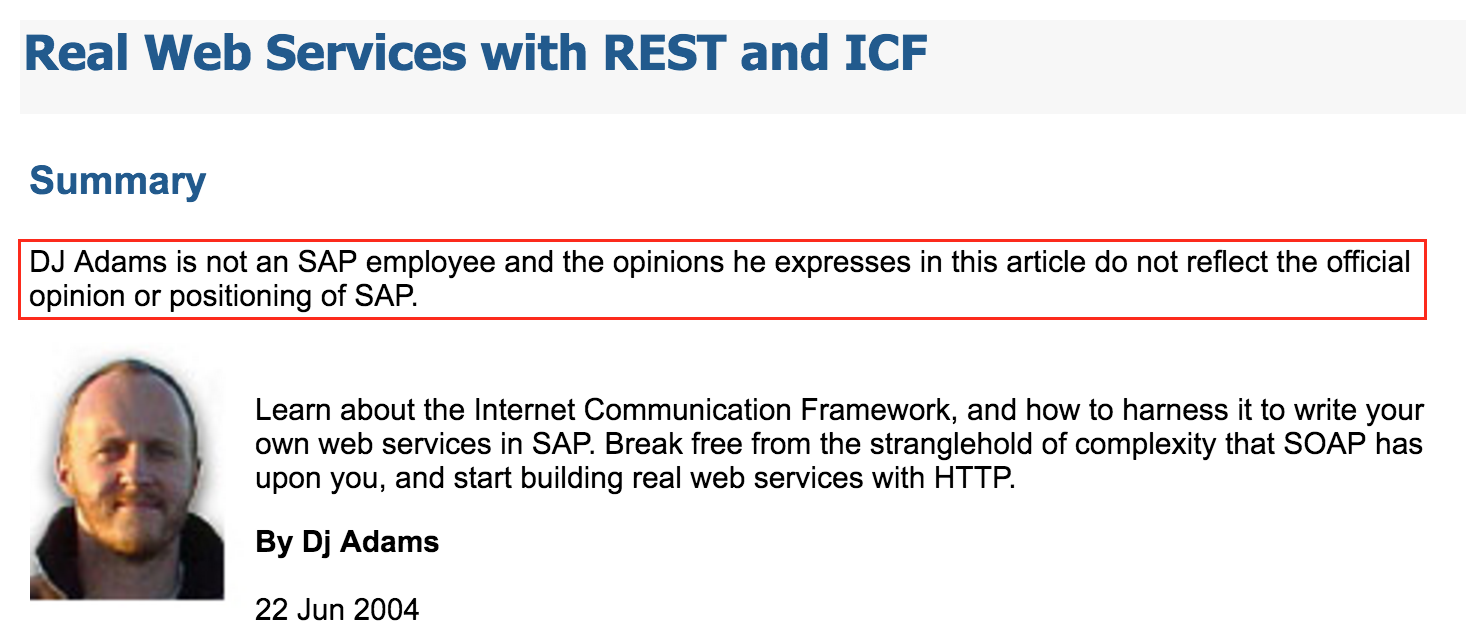 Real Web Services with REST and ICF
Summary
DJ Adams is not an SAP employee and the opinions he expresses in this article do not reflect the official
opinion or positioning of SAP.
Learn about the Internet Communication Framework, and how to harness it to write your
own web services in SAP. Break free from the stranglehold of complexity that SOAP has
upon you, and start building real web services with HTTP.
By Dj Adams
22 Jun 2004